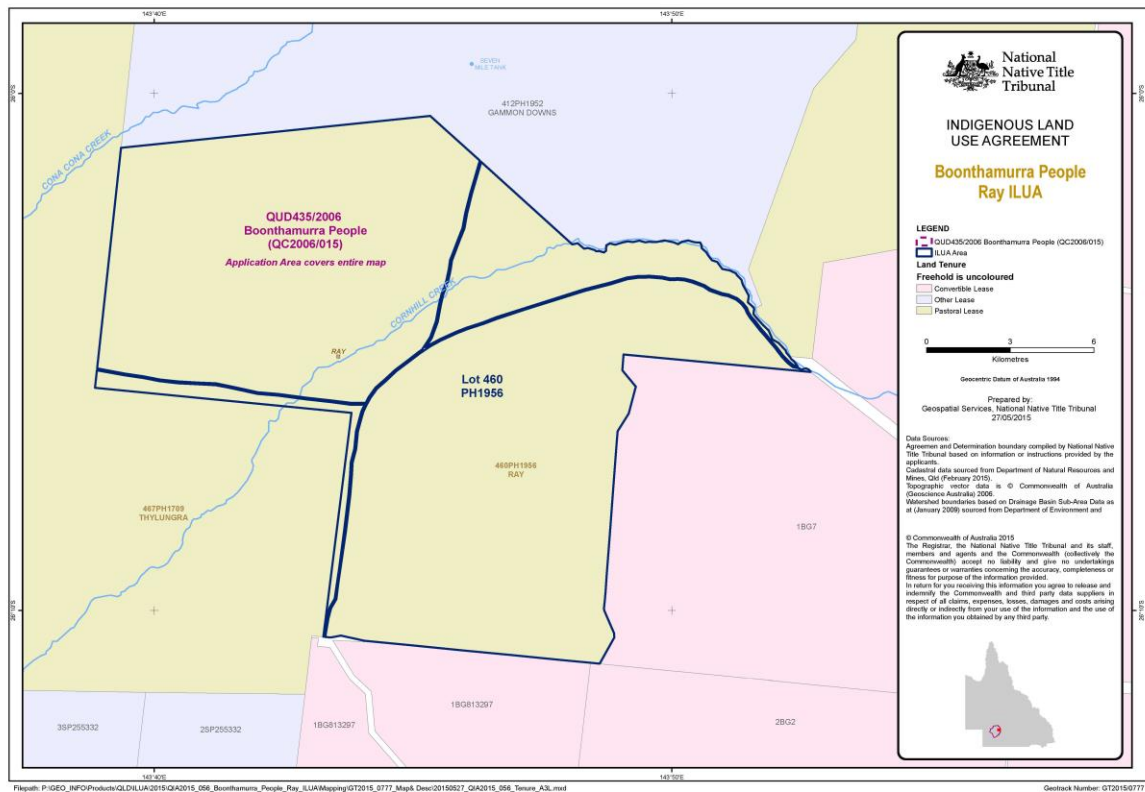 143°40'E
143°50'E
26°0'S
26°0'S
SEVEN
MILE TANK
412PH1952
GAMMON DOWNS
CONA CONA CREEK
QUD435/2006
Boonthamurra People
(QC2006/015)
Application Area covers entire map
CORNHILL CREEK
RAY
Lot 460
PH1956
460PH1956
RAY
467PH1709
THYLUNGRA
1BG7
26°10'S
26°10'S
3SP255332
2SP255332
1BG813297
1BG813297
2BG2
143°40'E
143°50'E
National
Native Title
Tribunal
INDIGENOUS LAND
USE AGREEMENT
Boonthamurra People
Ray ILUA
LEGEND
QUD435/2006 Boonthamurra People (QC2006/015)
ILUA Area
Land Tenure
Freehold is uncoloured
Convertible Lease
Other Lease
Pastoral Lease
0 3 6
Kilometres
Geocentric Datum of Australia 1994
Prepared by:
Geospatial Services, National Native Title Tribunal
27/05/2015
Data Sources:
Agreemen and Determination boundary compiled by National Native
Title Tribunal based on information or instructions provided by the
applicants.
Cadastral data sourced from Department of Natural Resources and
Mines, Qld (February 2015).
Topographic vector data is © Commonwealth of Australia
(Geoscience Australia) 2006.
Watershed boundaries based on Drainage Basin Sub-Area Data as
at (January 2009) sourced from Department of Environment and
© Commonwealth of Australia 2015
The Registrar, the National Native Title Tribunal and its staff,
members and agents and the Commonwealth (collectively the
Commonwealth) accept no liability and give no undertakings
guarantees or warranties concerning the accuracy, completeness or
fitness for purpose of the information provided.
In return for you receiving this information you agree to release and
indemnify the Commonwealth and third party data suppliers in
respect of all claims, expenses, losses, damages and costs arising
directly or indirectly from your use of the information and the use of
the information you obtained by any third party.
Filepath: P:\GEO_INFO\Products\QLD\ILUA\2015\QIA2015_056_Boonthamurra_People_Ray_ILUA\Mapping\GT2015_0777_Map& Desc\20150527_QIA2015_056_Tenure_A3L.mxd
Geotrack Number: GT2015/0777